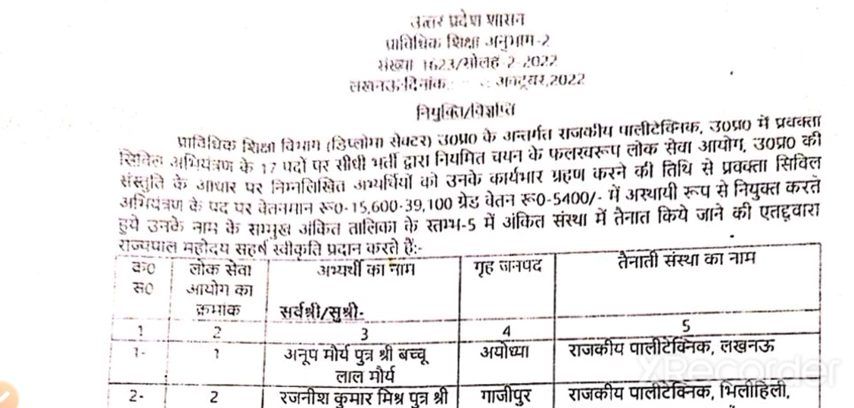 उत्तर प्रदेश शासन
प्राविधिक शिक्षा अनुभाग-2
संख्या 1623/सोलह-2-2022
लखनऊ:दिनांक: अक्टूबर,2022
नियुक्ति/विज्ञप्ति
प्राविधिक शिक्षा विभाग (डिप्लोमा सेक्टर) उ0प्र0 के अन्तर्गत राजकीय पालीटेक्निक, उ0प्र0 में प्रवक्ता
सिविल अभियंत्रण के 17 पदो पर सीधी भर्ती द्वारा नियमित चयन के फलस्वरूप लोक सेवा आयोग, उ0प्र0 की
संस्तुति के आधार पर निम्नलिखित अभ्यर्थियों को उनके कार्यभार ग्रहण करने की तिथि से प्रवक्ता सिविल
अभियंत्रण के पद पर वेतनमान रू0-15,600-39,100 ग्रेड वेतन रू0-5400/- में अस्थायी रूप से नियुक्त करते
हुये उनके नाम के सम्मुख अंकित तालिका के स्तम्भ-5 में अंकित संस्था में तैनात किये जाने की एतद्द्वारा
राज्यपाल महोदय सहर्ष स्वीकृति प्रदान करते हैं:-
क0 स0 लोक सेवा आयोग का क्रमांक अभ्यर्थी का नाम सर्वश्री/सुश्री- गृह जनपद तैनाती संस्था का नाम
1 2 3 4 5
1- 1 अनूप मौर्य पुत्र श्री बच्चू लाल मौर्य अयोध्या राजकीय पालीटेक्निक, लखनऊ
2- 2 रजनीश कुमार मिश्र पुत्र श्री गाजीपुर राजकीय पालीटेक्निक, भिलीहिली,
XRecorder